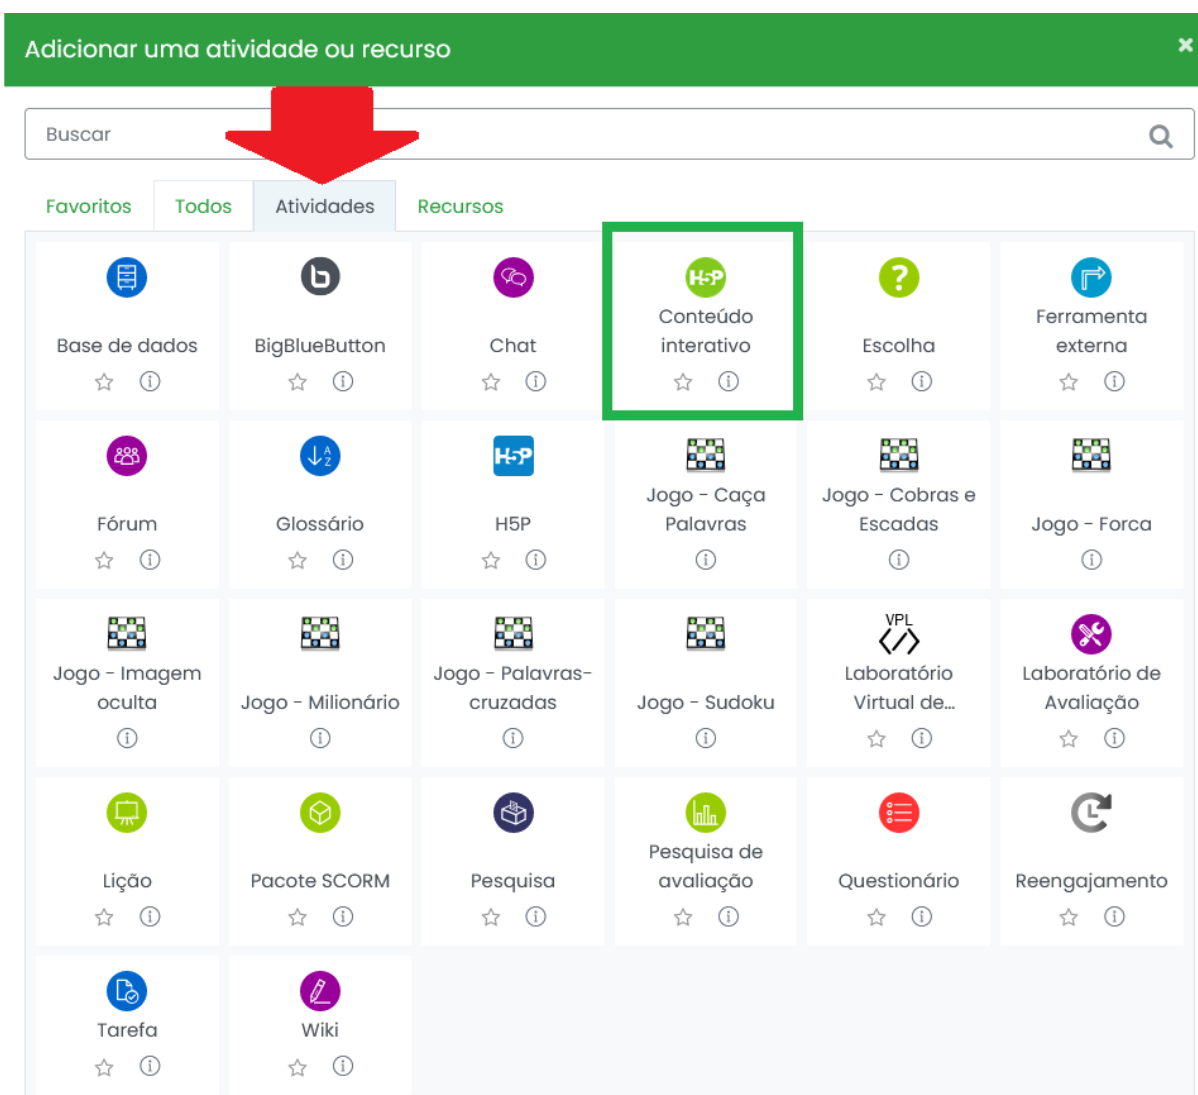 Adicionar uma atividade ou recurso
Buscar
Favoritos Todos Atividades Recursos
H5P
Conteúdo
interativo
Ferramenta
externa
Base de dados
BigBlueButton
Chat
Escolha
Fórum
A
Z
Glossário
H5P
H5P
Jogo - Caça
Palavras
Jogo - Cobras e
Escadas
Jogo - Forca
Jogo - Imagem
oculta
Jogo - Milionário
Jogo - Palavras-
cruzadas
Jogo - Sudoku
VPL
Laboratório
Virtual de...
Laboratório de
Avaliação
Lição
Pacote SCORM
Pesquisa
Pesquisa de
avaliação
Questionário
Reengajamento
Tarefa
Wiki